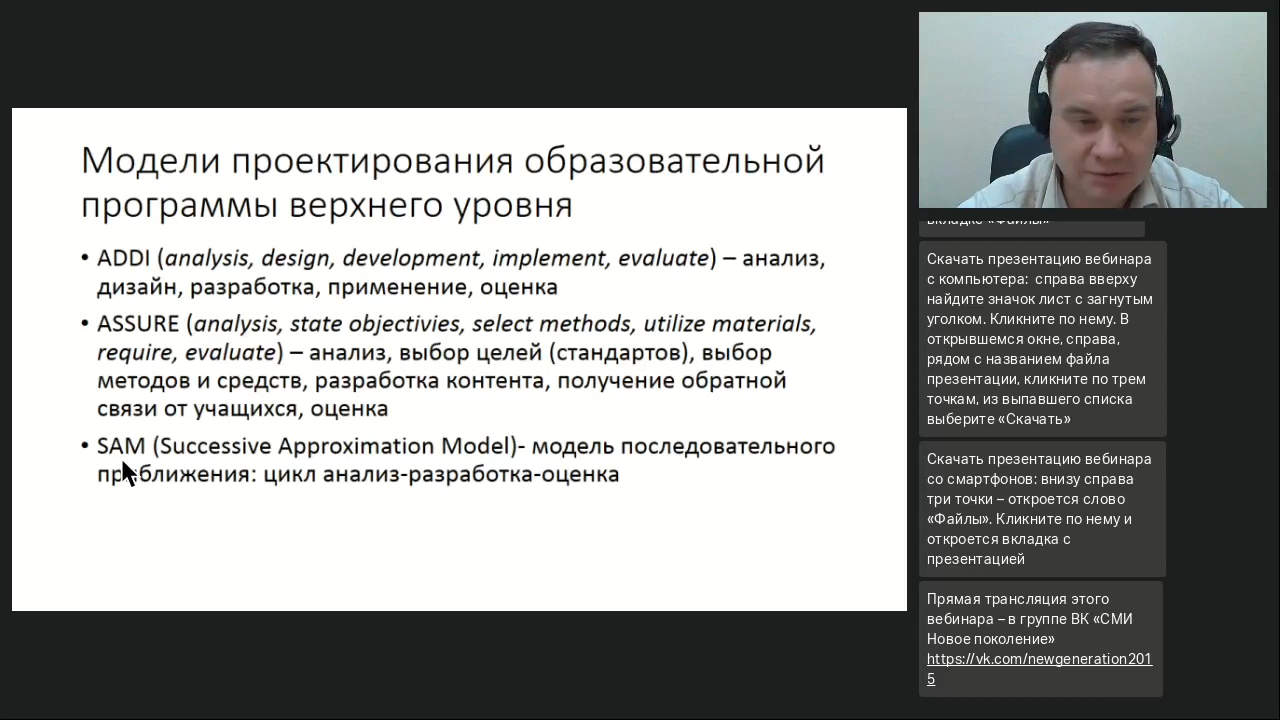 Модели проектирования образовательной
программы верхнего уровня
• ADDI (analysis, design, development, implement, evaluate) – анализ,
дизайн, разработка, применение, оценка
• ASSURE (analysis, state objectivies, select methods, utilize materials,
require, evaluate) – анализ, выбор целей (стандартов), выбор
методов и средств, разработка контента, получение обратной
связи от учащихся, оценка
• SAM (Successive Approximation Model)- модель последовательного
приближения: цикл анализ-разработка-оценка
вкладке «Файлы»
Скачать презентацию вебинара
с компьютера: справа вверху
найдите значок лист с загнутым
уголком. Кликните по нему. В
открывшемся окне, справа,
рядом с названием файла
презентации, кликните по трем
точкам, из выпавшего списка
выберите «Скачать»
Скачать презентацию вебинара
со смартфонов: внизу справа
три точки – откроется слово
«Файлы». Кликните по нему и
откроется вкладка с
презентацией
Прямая трансляция этого
вебинара – в группе ВК «СМИ
Новое поколение»
https://vk.com/newgeneration201
5